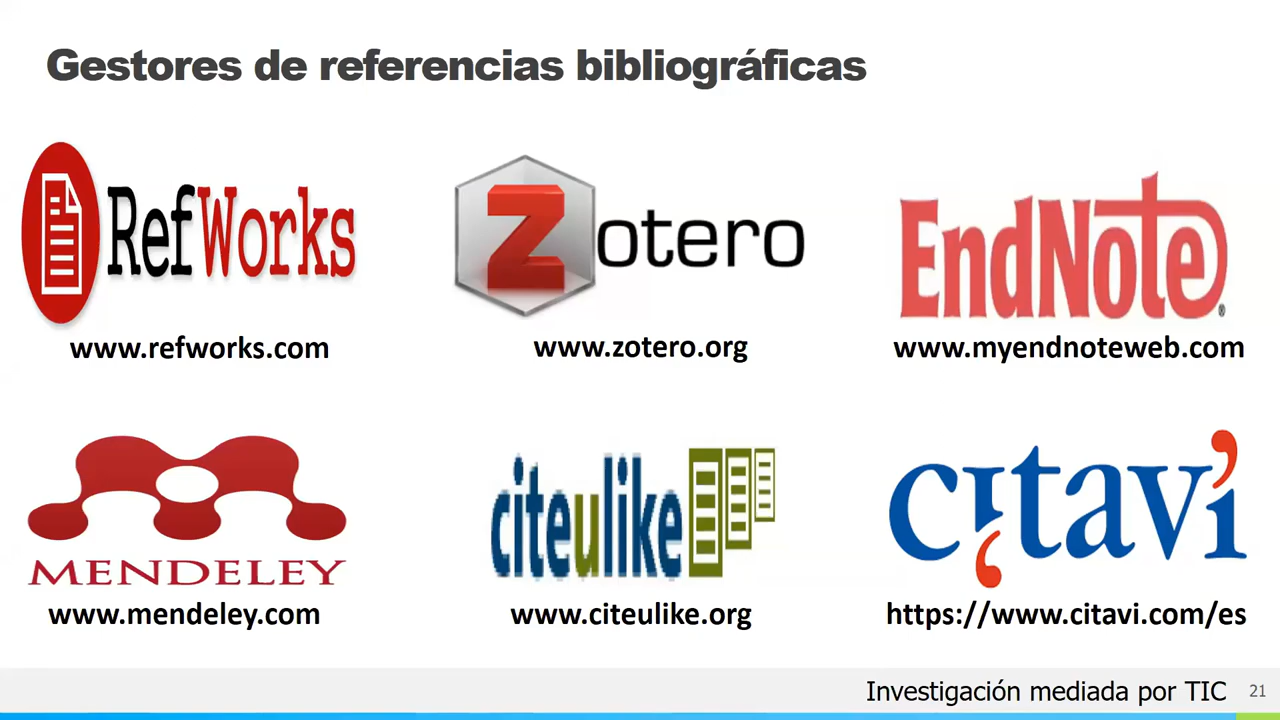 Gestores de referencias bibliográficas
RefWorks
www.refworks.com
Zotero
www.zotero.org
EndNote®
www.myendnoteweb.com
MENDELEY
www.mendeley.com
citeulike
www.citeulike.org
citavi
https://www.citavi.com/es
Investigación mediada por TIC
21